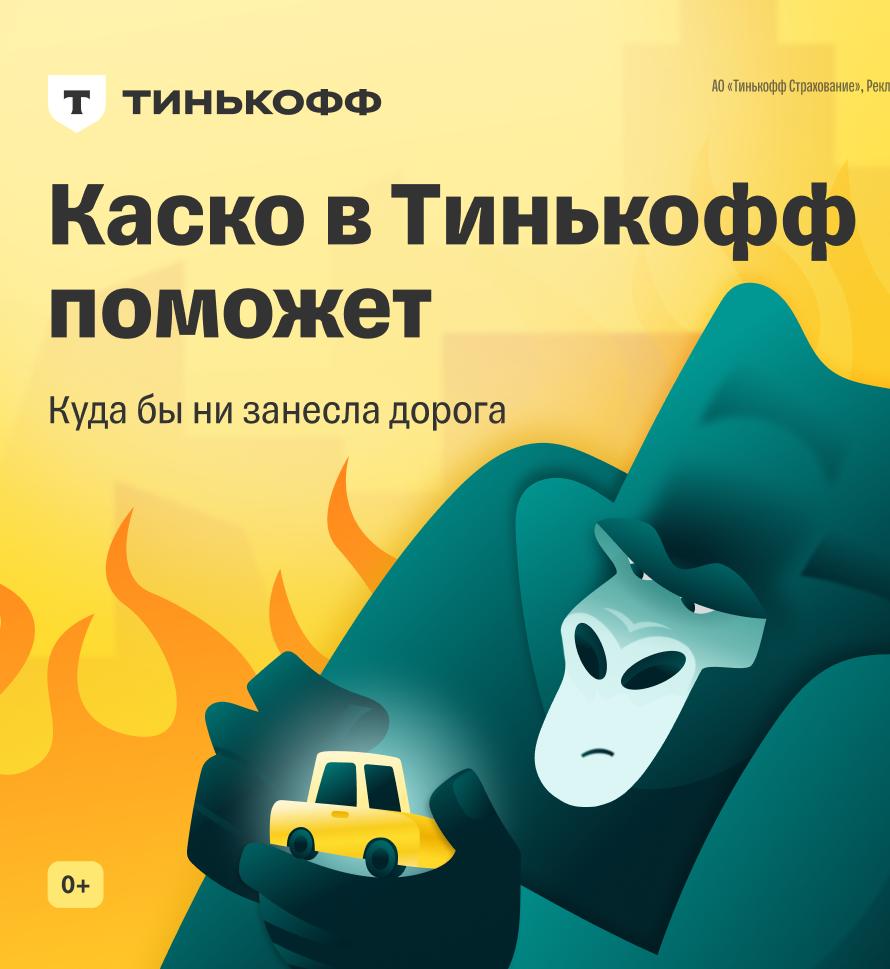 Т ТИНЬКОФФ
АО «Тинькофф Страхование», Рекл
Каско в Тинькофф
поможет
Куда бы ни занесла дорога
0+